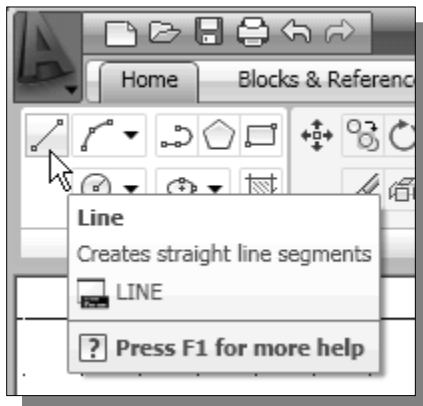 Home Blocks & Referenc
Line
Creates straight line segments
LINE
? Press F1 for more help